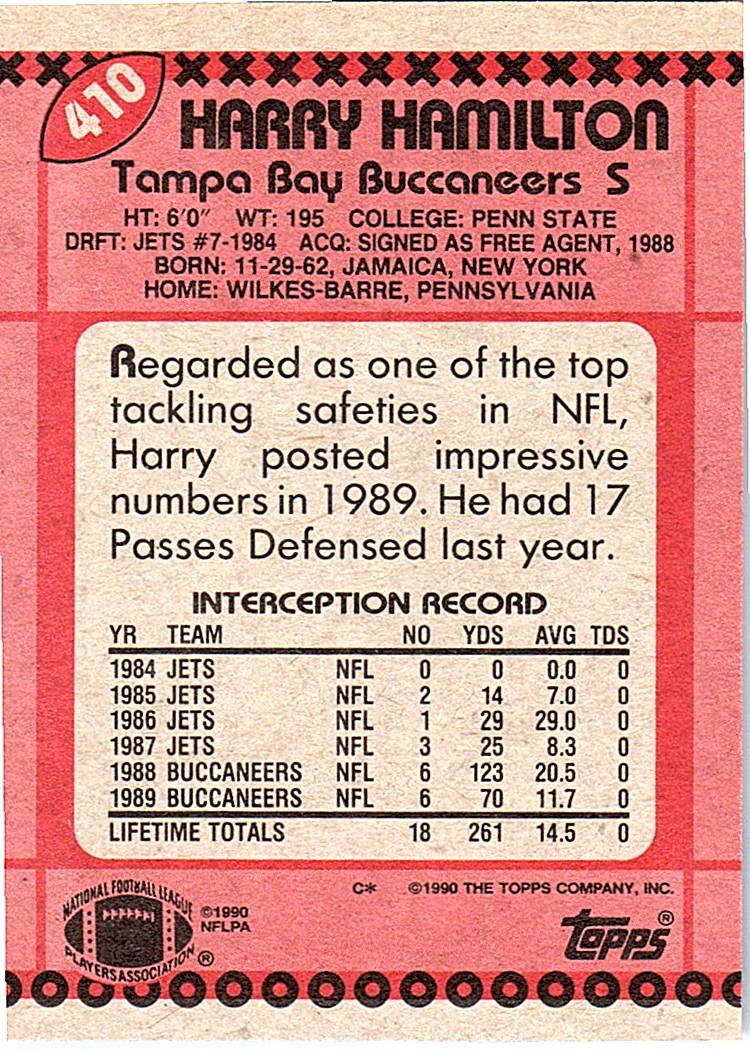 410
HARRY HAMILTON
Tampa Bay Buccaneers S
HT: 6'0" WT: 195 COLLEGE: PENN STATE
DRFT: JETS #7-1984 ACQ: SIGNED AS FREE AGENT, 1988
BORN: 11-29-62, JAMAICA, NEW YORK
HOME: WILKES-BARRE, PENNSYLVANIA
Regarded as one of the top
tackling safeties in NFL,
Harry posted impressive
numbers in 1989. He had 17
Passes Defensed last year.
INTERCEPTION RECORD
YR TEAM NO YDS AVG TDS
1984 JETS NFL 0 0 0.0 0
1985 JETS NFL 2 14 7.0 0
1986 JETS NFL 1 29 29.0 0
1987 JETS NFL 3 25 8.3 0
1988 BUCCANEERS NFL 6 123 20.5 0
1989 BUCCANEERS NFL 6 70 11.7 0
LIFETIME TOTALS 18 261 14.5 0
C* ©1990 THE TOPPS COMPANY, INC.
NATIONAL FOOTBALL LEAGUE
PLAYERS ASSOCIATION ®
©1990
NFLPA
topps ®